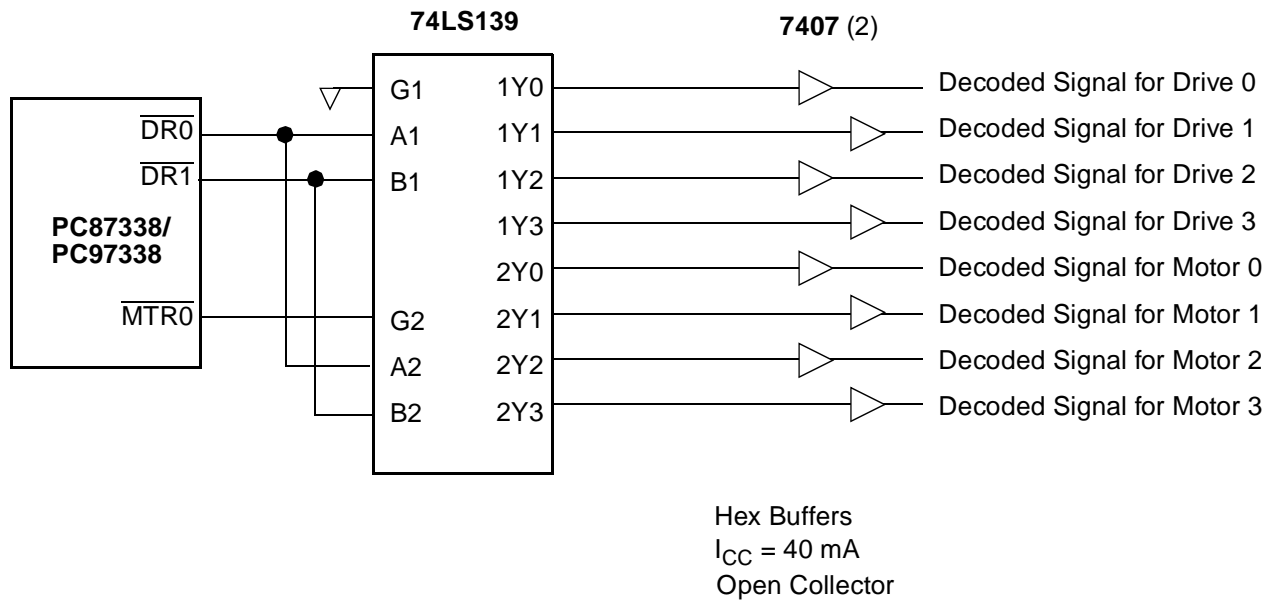 74LS139
7407 (2)
G1 1Y0 Decoded Signal for Drive 0
DR0 A1 1Y1 Decoded Signal for Drive 1
DR1 B1 1Y2 Decoded Signal for Drive 2
PC87338/
PC97338
1Y3 Decoded Signal for Drive 3
2Y0 Decoded Signal for Motor 0
MTR0 G2 2Y1 Decoded Signal for Motor 1
A2 2Y2 Decoded Signal for Motor 2
B2 2Y3 Decoded Signal for Motor 3
Hex Buffers
ICC = 40 mA
Open Collector